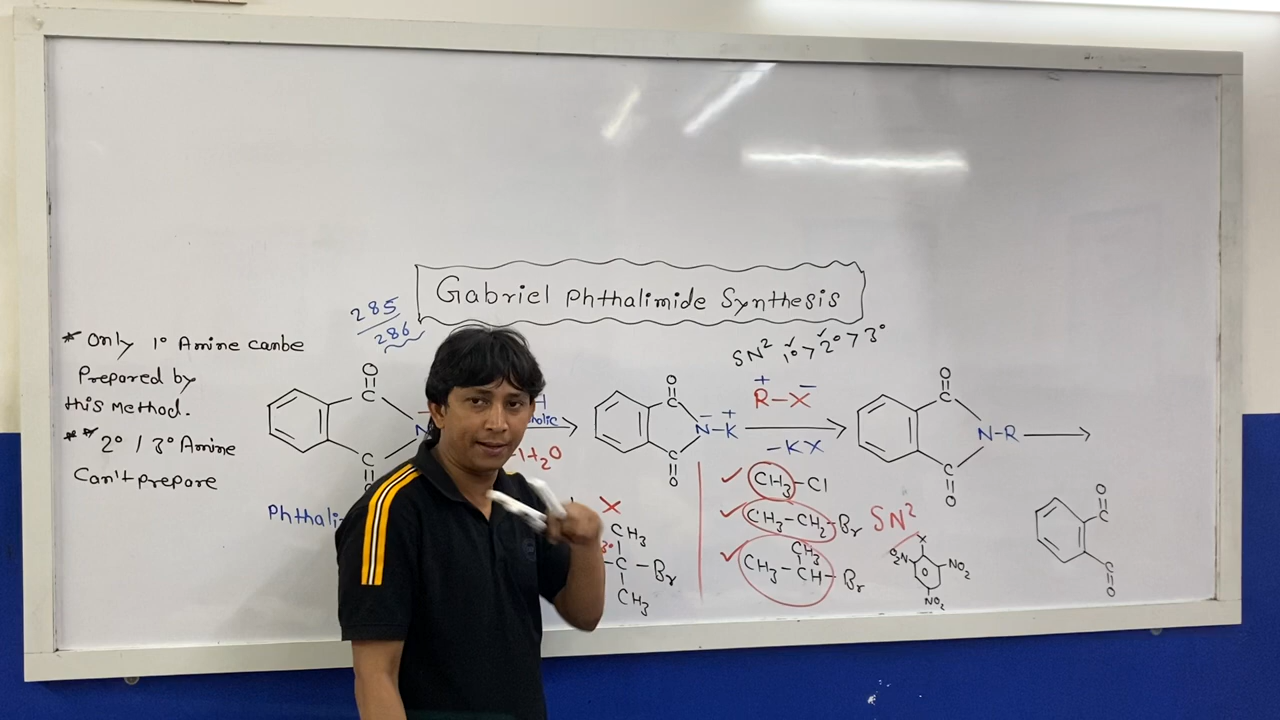 Gabriel Phthalimide Synthesis
285
286
* Only 1° Amine canbe
Prepared by
this Method.
** 2° / 3° Amine
Can't prepare
SN² 1° > 2° > 3°
O
C
O
C
N
O
C
N-K
- +
C
O
+ -
R-X
-KX
O
C
N-R
C
O
CH₃-Cl
CH₃-CH₂-Br
CH₃
CH₃-CH-Br
SN²
X
CH₃
3°
-C-Br
CH₃
X
O₂N
NO₂
NO₂
O
C
C
O